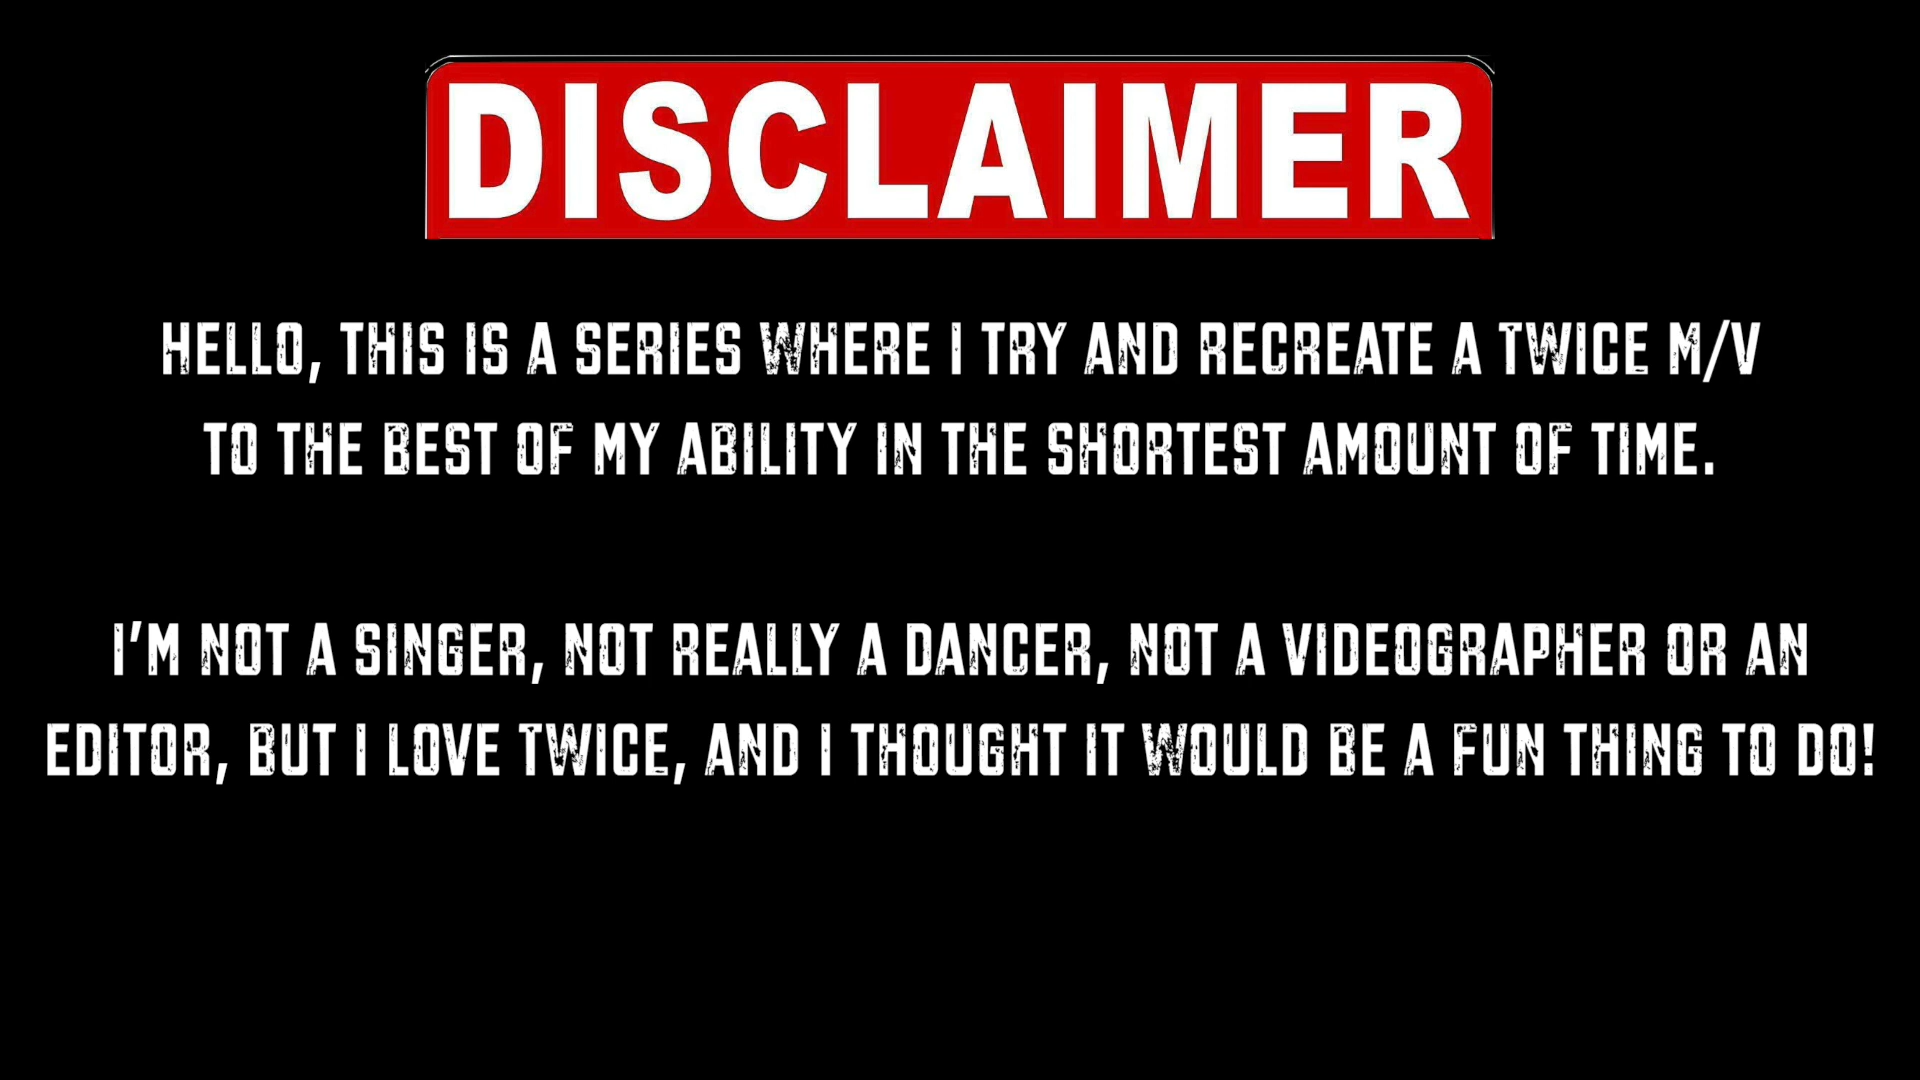 DISCLAIMER
HELLO, THIS IS A SERIES WHERE I TRY AND RECREATE A TWICE M/V
TO THE BEST OF MY ABILITY IN THE SHORTEST AMOUNT OF TIME.
I'M NOT A SINGER, NOT REALLY A DANCER, NOT A VIDEOGRAPHER OR AN
EDITOR, BUT I LOVE TWICE, AND I THOUGHT IT WOULD BE A FUN THING TO DO!